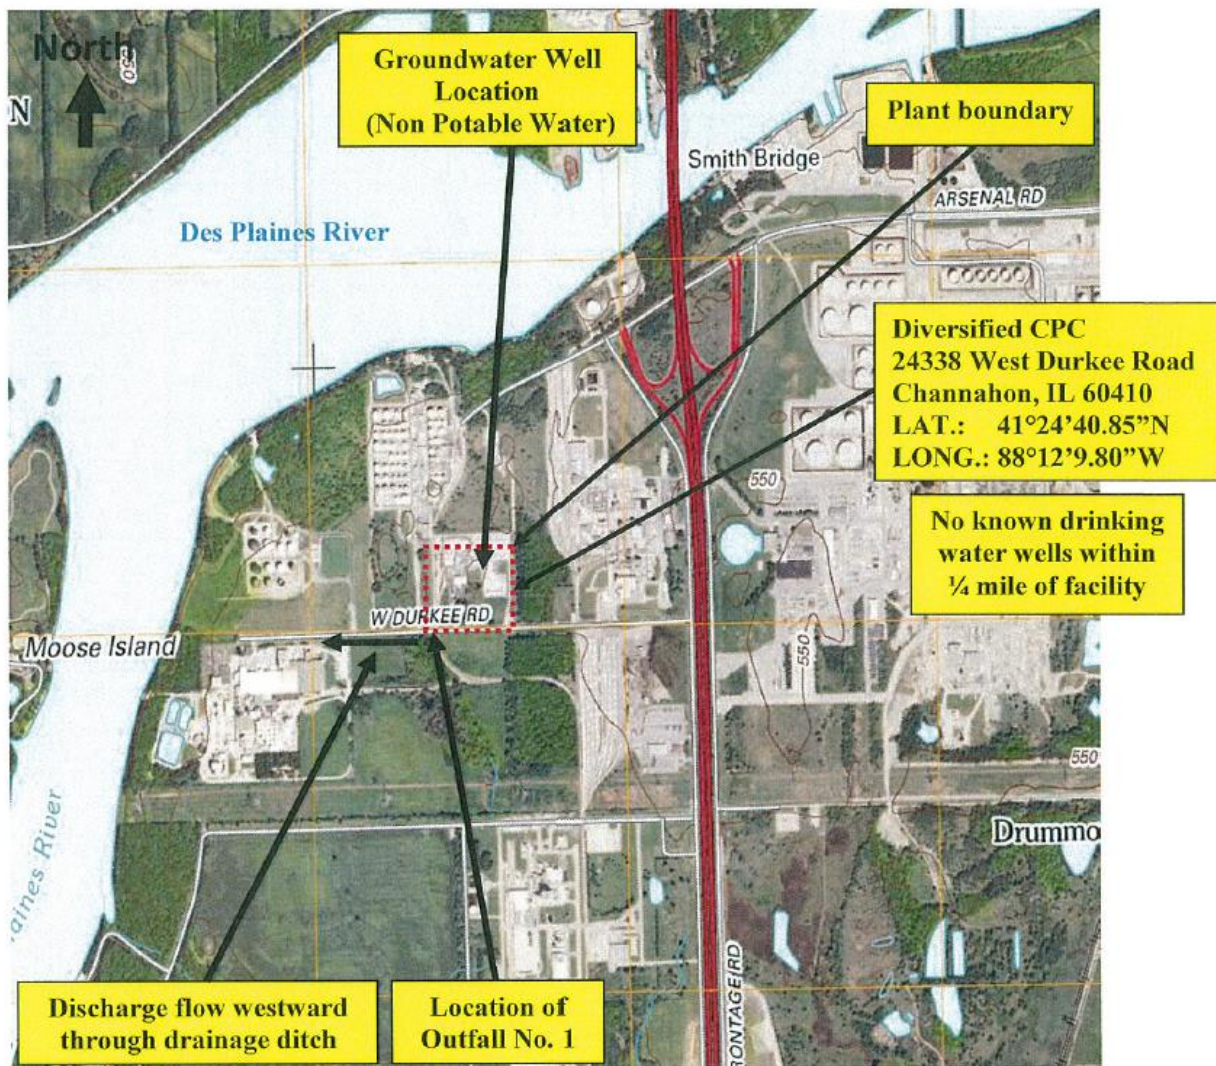 North
550
N
Groundwater Well
Location
(Non Potable Water)
Plant boundary
Smith Bridge
ARSENAL RD
Des Plaines River
Diversified CPC
24338 West Durkee Road
Channahon, IL 60410
LAT.: 41°24'40.85”N
LONG.: 88°12'9.80”W
550
No known drinking
water wells within
¼ mile of facility
W DURKEE RD
Moose Island
550
550
Drummo
aines River
RONTAGE RD
Discharge flow westward
through drainage ditch
Location of
Outfall No. 1